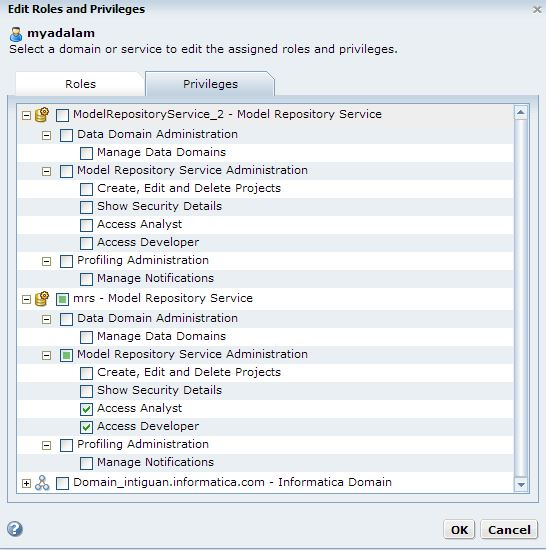 Edit Roles and Privileges
myadalam
Select a domain or service to edit the assigned roles and privileges.
Roles
Privileges
ModelRepositoryService_2 - Model Repository Service
Data Domain Administration
Manage Data Domains
Model Repository Service Administration
Create, Edit and Delete Projects
Show Security Details
Access Analyst
Access Developer
Profiling Administration
Manage Notifications
mrs - Model Repository Service
Data Domain Administration
Manage Data Domains
Model Repository Service Administration
Create, Edit and Delete Projects
Show Security Details
Access Analyst
Access Developer
Profiling Administration
Manage Notifications
Domain_intiguan.informatica.com - Informatica Domain
OK
Cancel